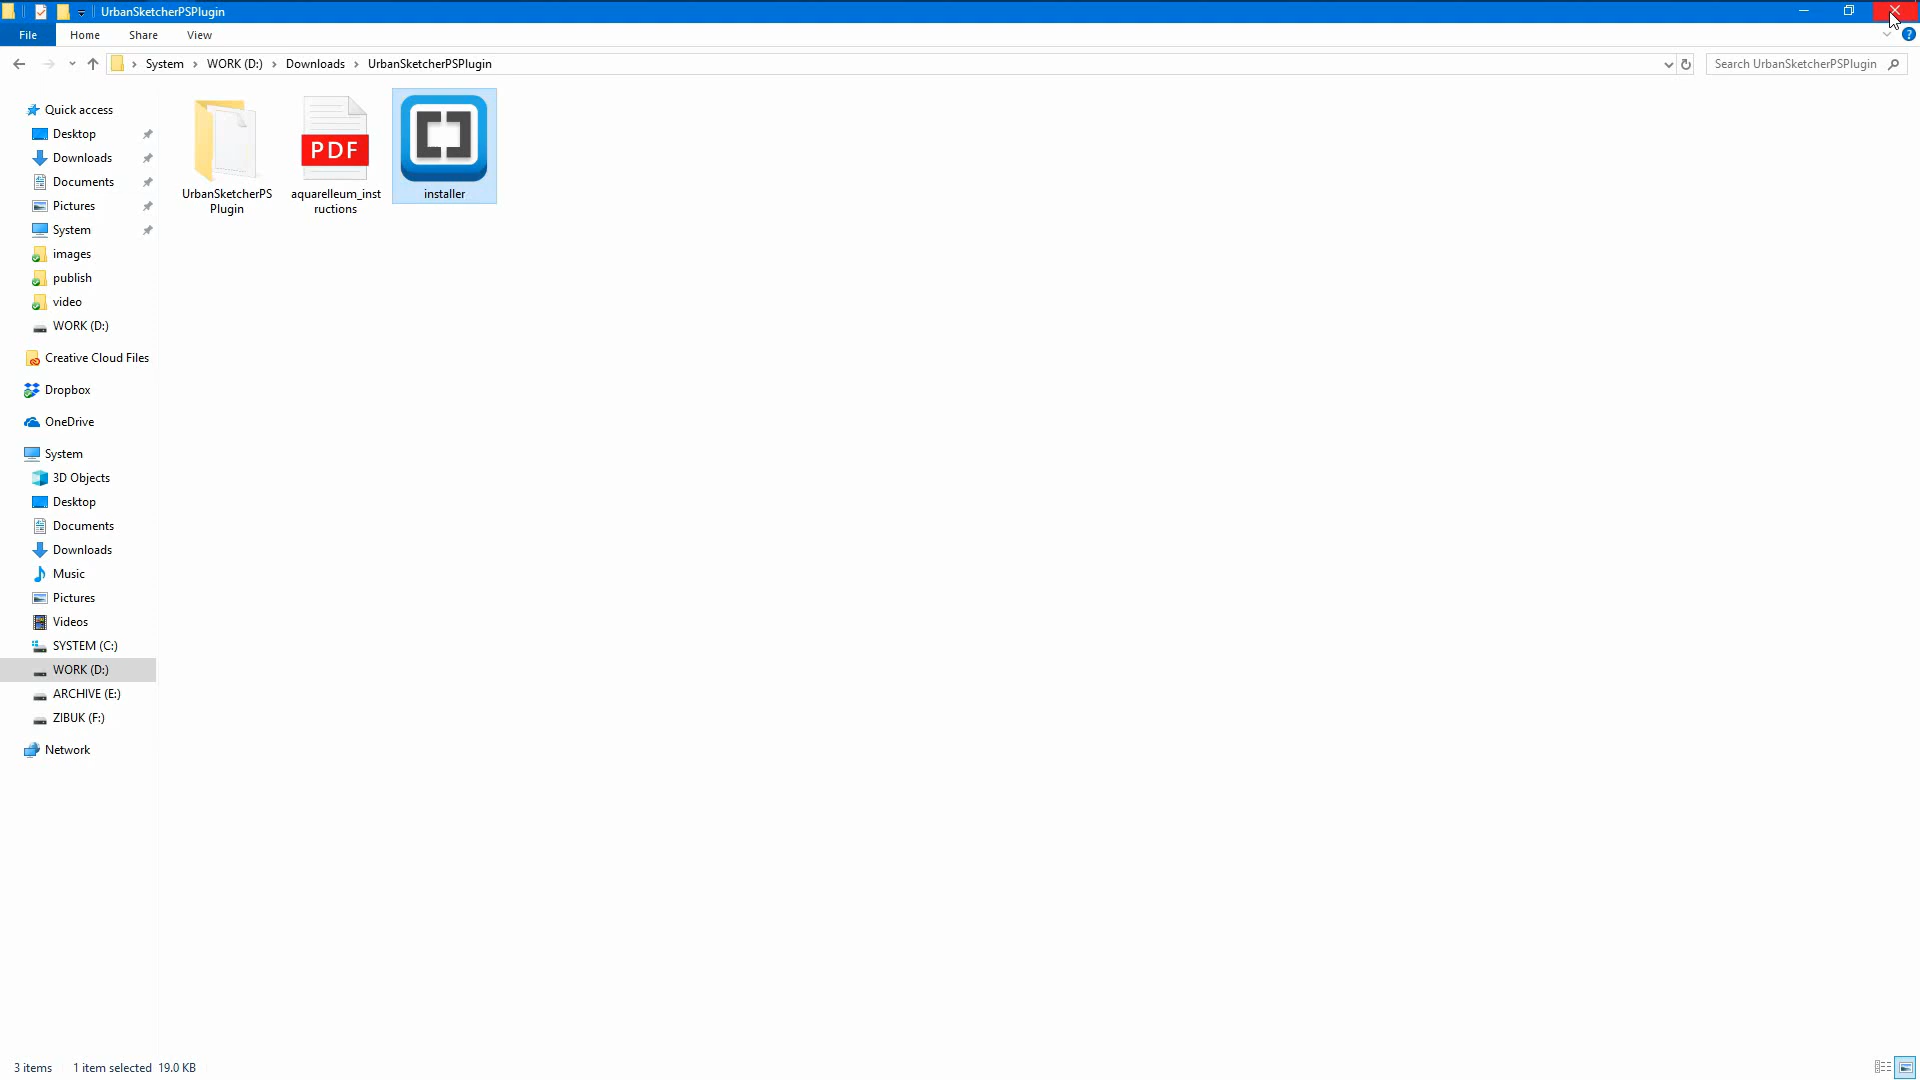 UrbanSketcherPSPlugin
File Home Share View
System WORK (D:) Downloads UrbanSketcherPSPlugin
Search UrbanSketcherPSPlugin
Quick access
Desktop
Downloads
Documents
Pictures
System
images
publish
video
WORK (D:)
Creative Cloud Files
Dropbox
OneDrive
System
3D Objects
Desktop
Documents
Downloads
Music
Pictures
Videos
SYSTEM (C:)
WORK (D:)
ARCHIVE (E:)
ZIBUK (F:)
Network
UrbanSketcherPS
Plugin
PDF
aquarelleum_inst
ructions
installer
3 items 1 item selected 19.0 KB